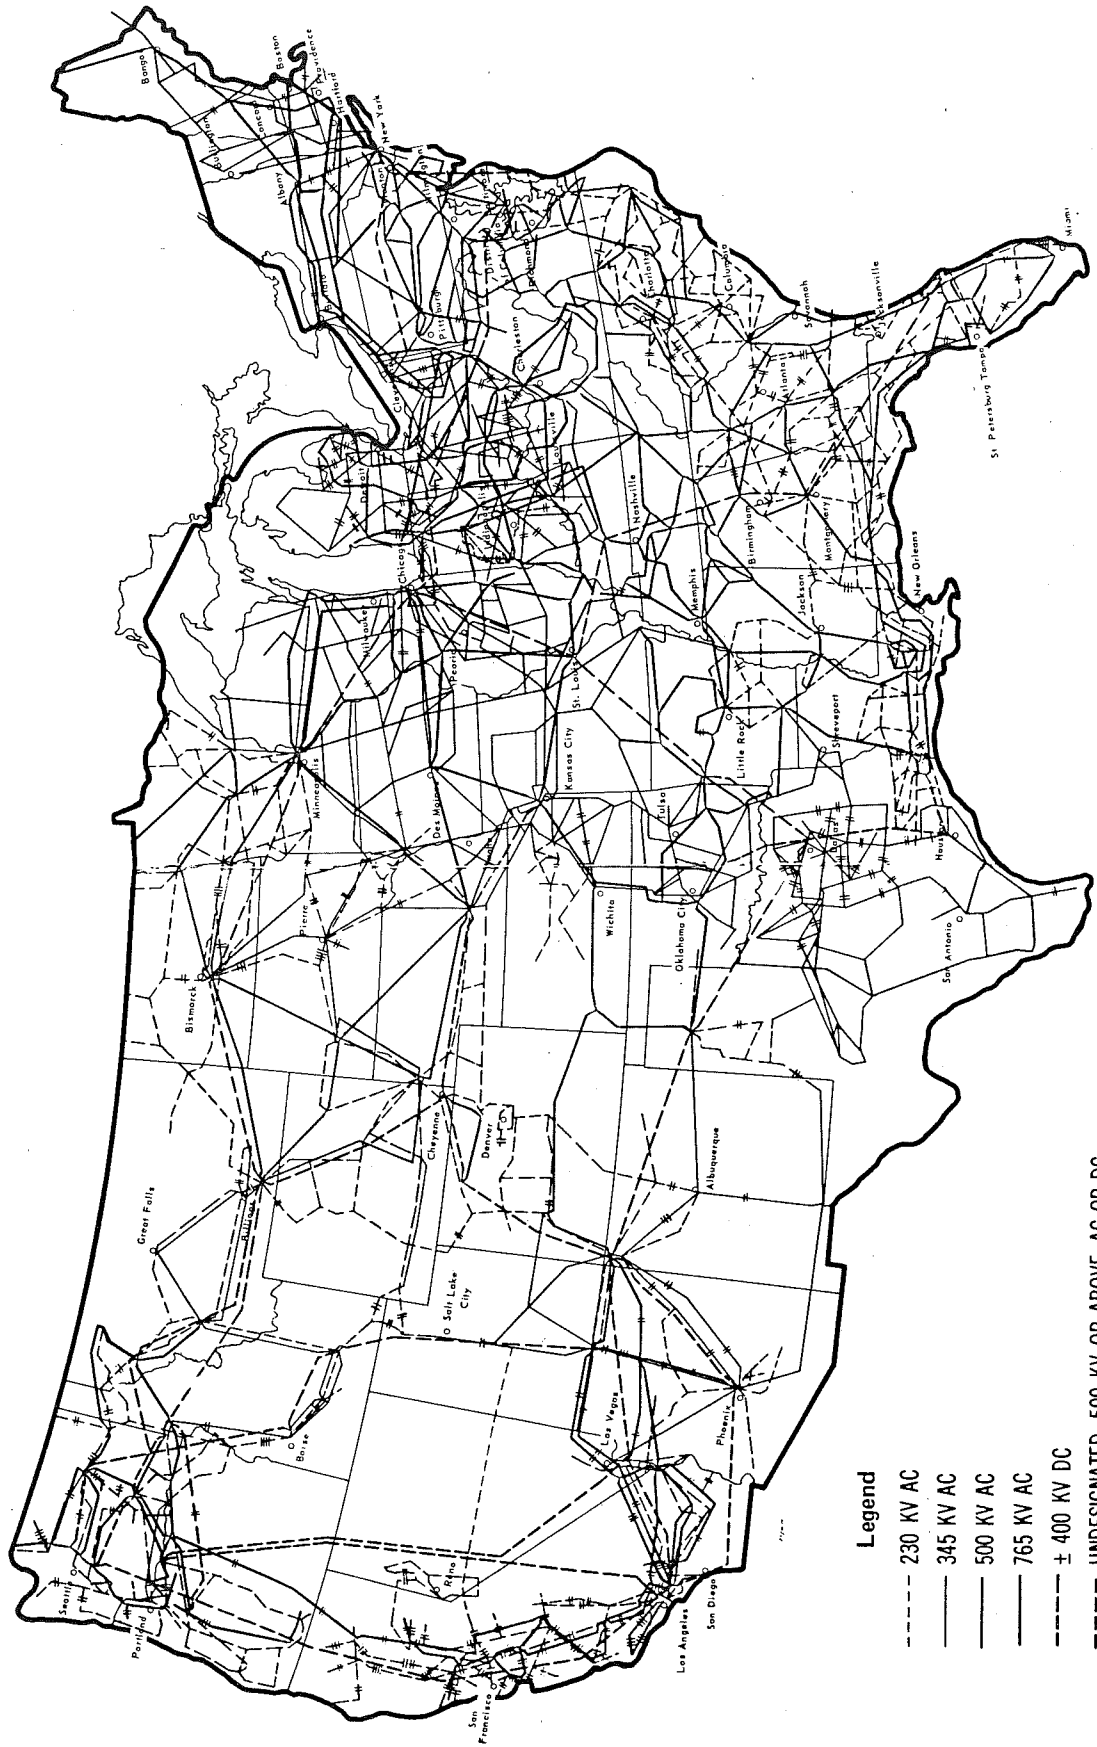 Seattle
Portland
San
Francisco
Reno
Los Angeles
San Diego
Las Vegas
Phoenix
Boise
Salt Lake
City
Great Falls
Billings
Cheyenne
Denver
Albuquerque
Bismarck
Pierre
Wichita
Oklahoma City
San Antonio
Minneapolis
Des Moines
Omaha
Kansas City
Tulsa
Dallas
Houston
Little Rock
Shreveport
Milwaukee
Chicago
Peoria
St. Louis
Memphis
Jackson
New Orleans
Detroit
Indianapolis
Louisville
Nashville
Birmingham
Montgomery
Atlanta
Charleston
Pittsburgh
Buffalo
Richmond
Charlotte
Columbia
Savannah
Jacksonville
St Petersburg Tampa
Miami
Albany
Burlington
Concord
Boston
Providence
Hartford
New York
Legend
230 KV AC
345 KV AC
500 KV AC
765 KV AC
± 400 KV DC
UNDESIGNATED, 500 KV OR ABOVE, AC OR DC